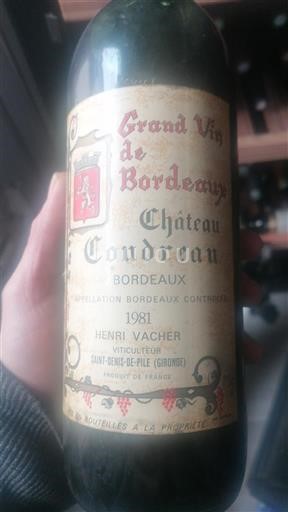 Grand Vin
de
Bordeaux
Château
Coudreau
BORDEAUX
APPELLATION BORDEAUX CONTROLÉE
1981
HENRI VACHER
VITICULTEUR
SAINT-DENIS-DE-PILE (GIRONDE)
PRODUIT DE FRANCE
BOUTEILLES A LA PROPRIÉTÉ